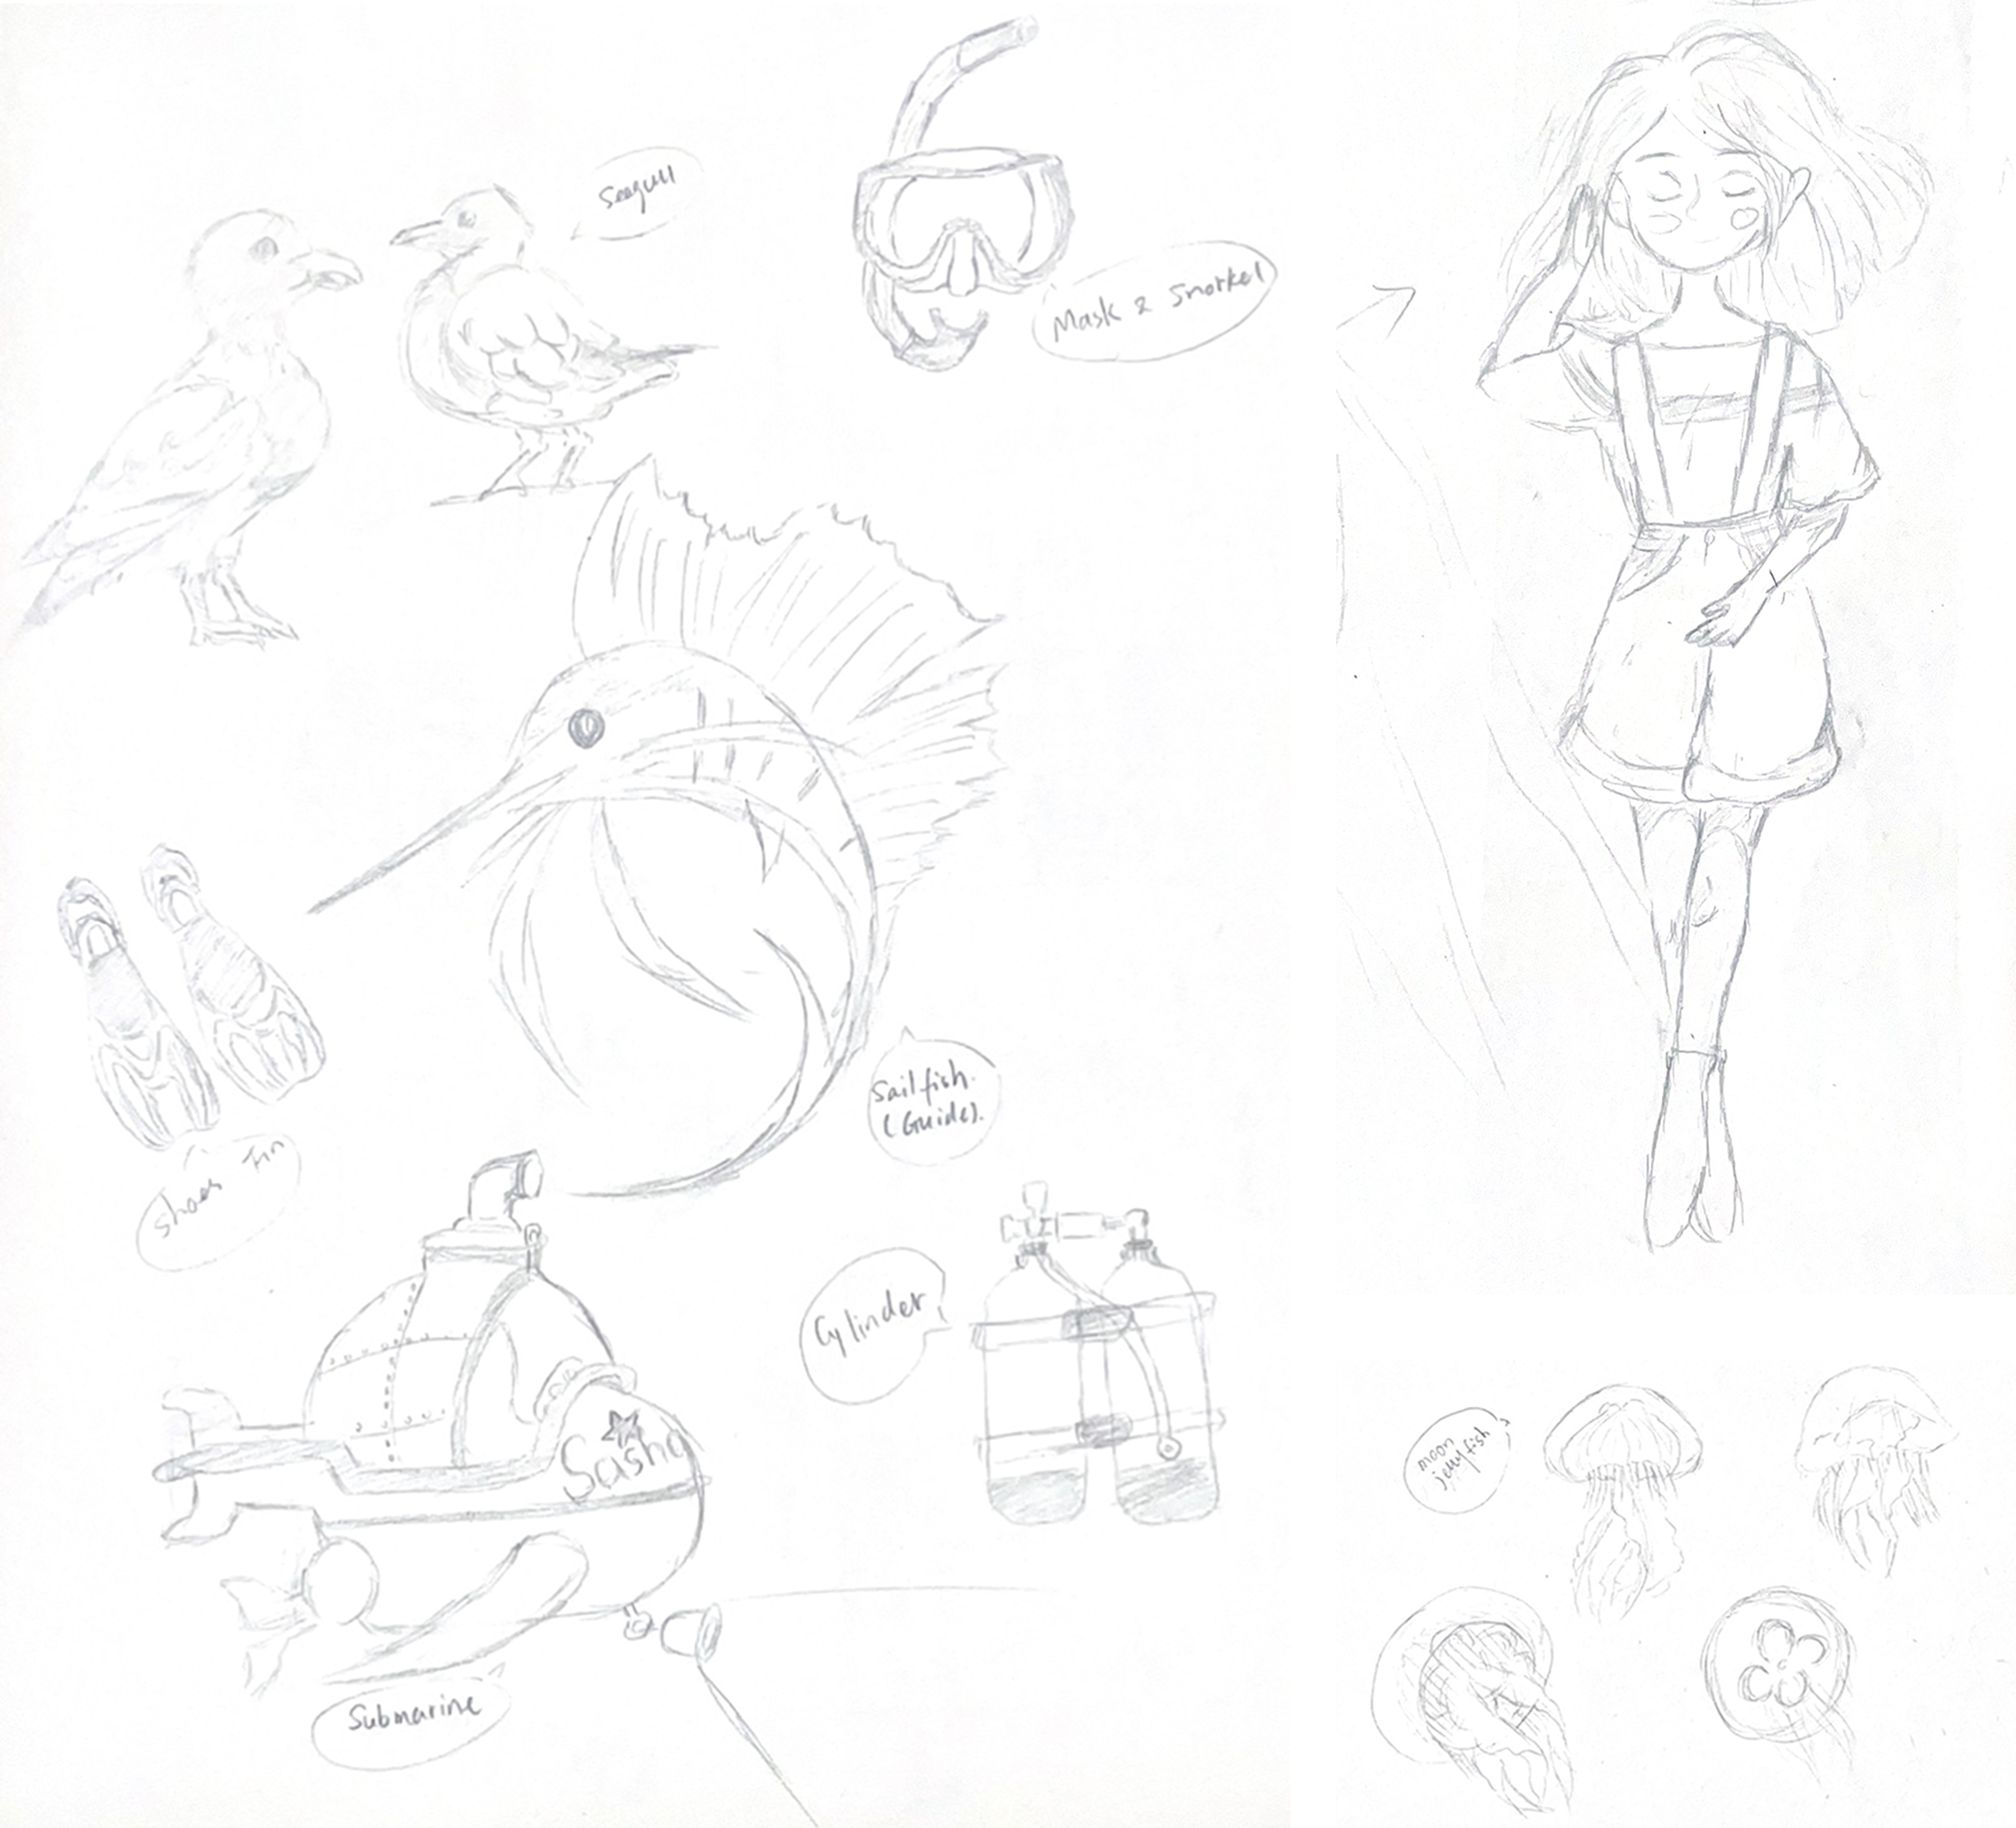 Seagull
Mask & Snorkel
Sailfish.
(Guide).
Shoes Fin
Cylinder
Sasha
Submarine
moon
jellyfish